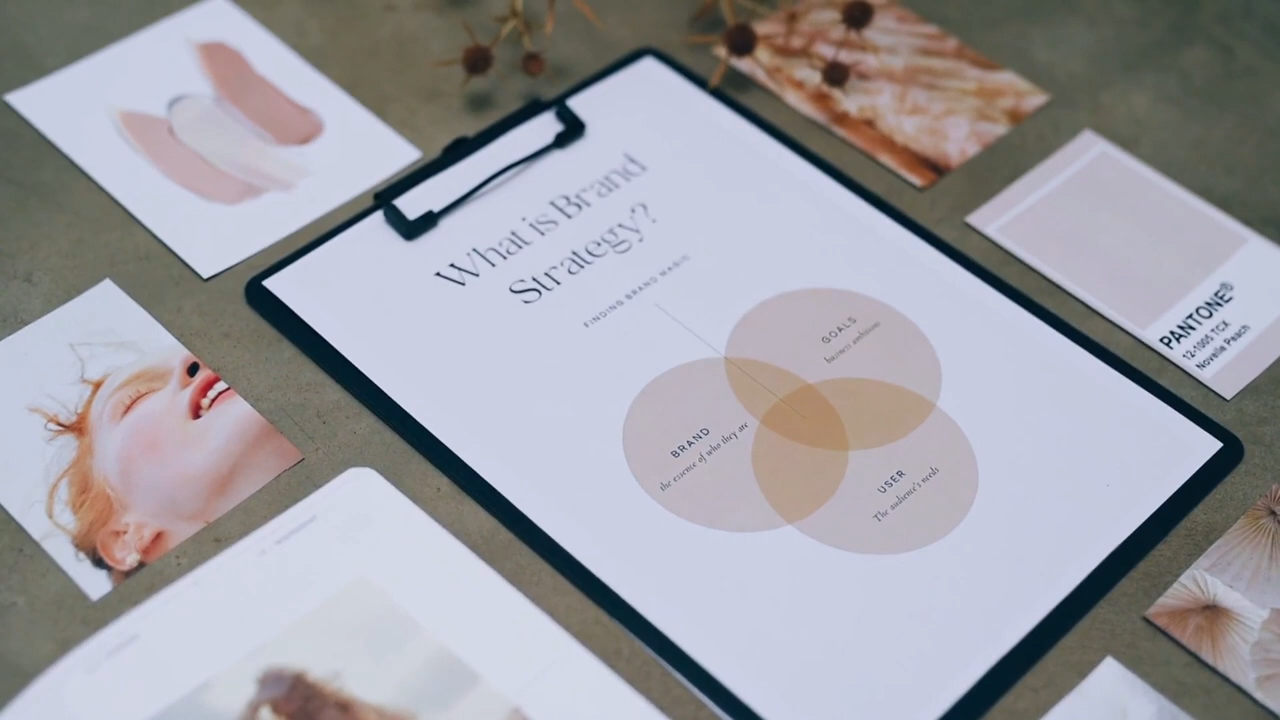 What is Brand
Strategy?
FINDING BRAND MAGIC
GOALS
business ambitions
BRAND
the essence of who they are
USER
The audience's needs
PANTONE®
12-1005 TCX
Novelle Peach